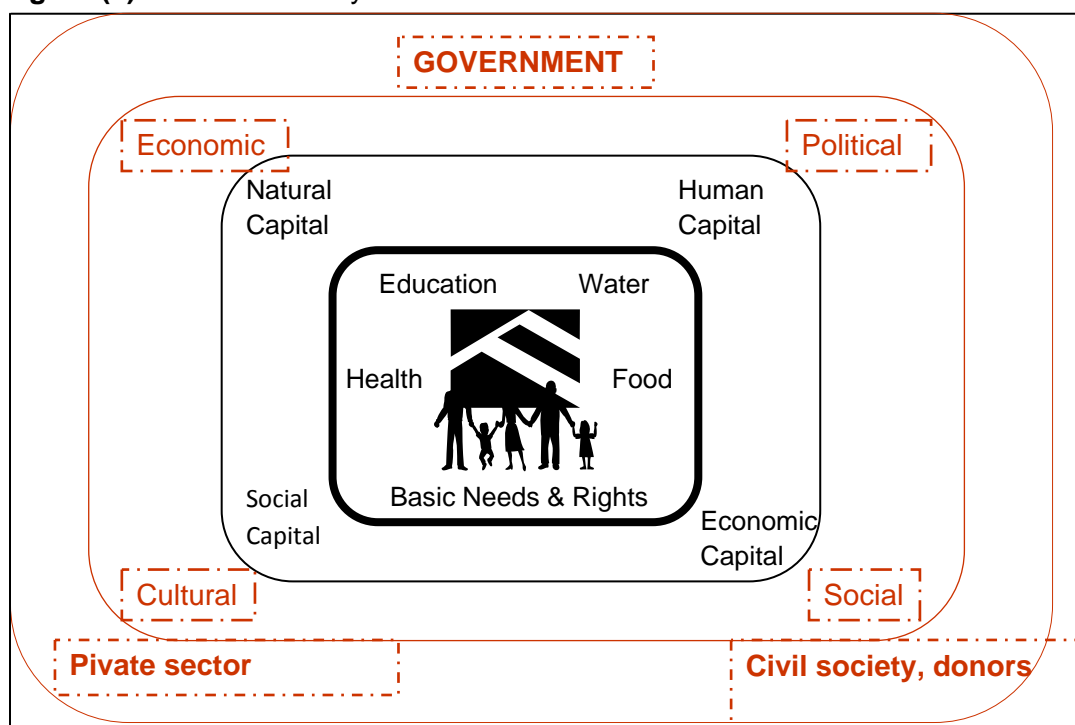 GOVERNMENT
Economic
Political
Natural
Capital
Human
Capital
Education
Water
Health
Food
Basic Needs & Rights
Social
Capital
Economic
Capital
Cultural
Social
Pivate sector
Civil society, donors